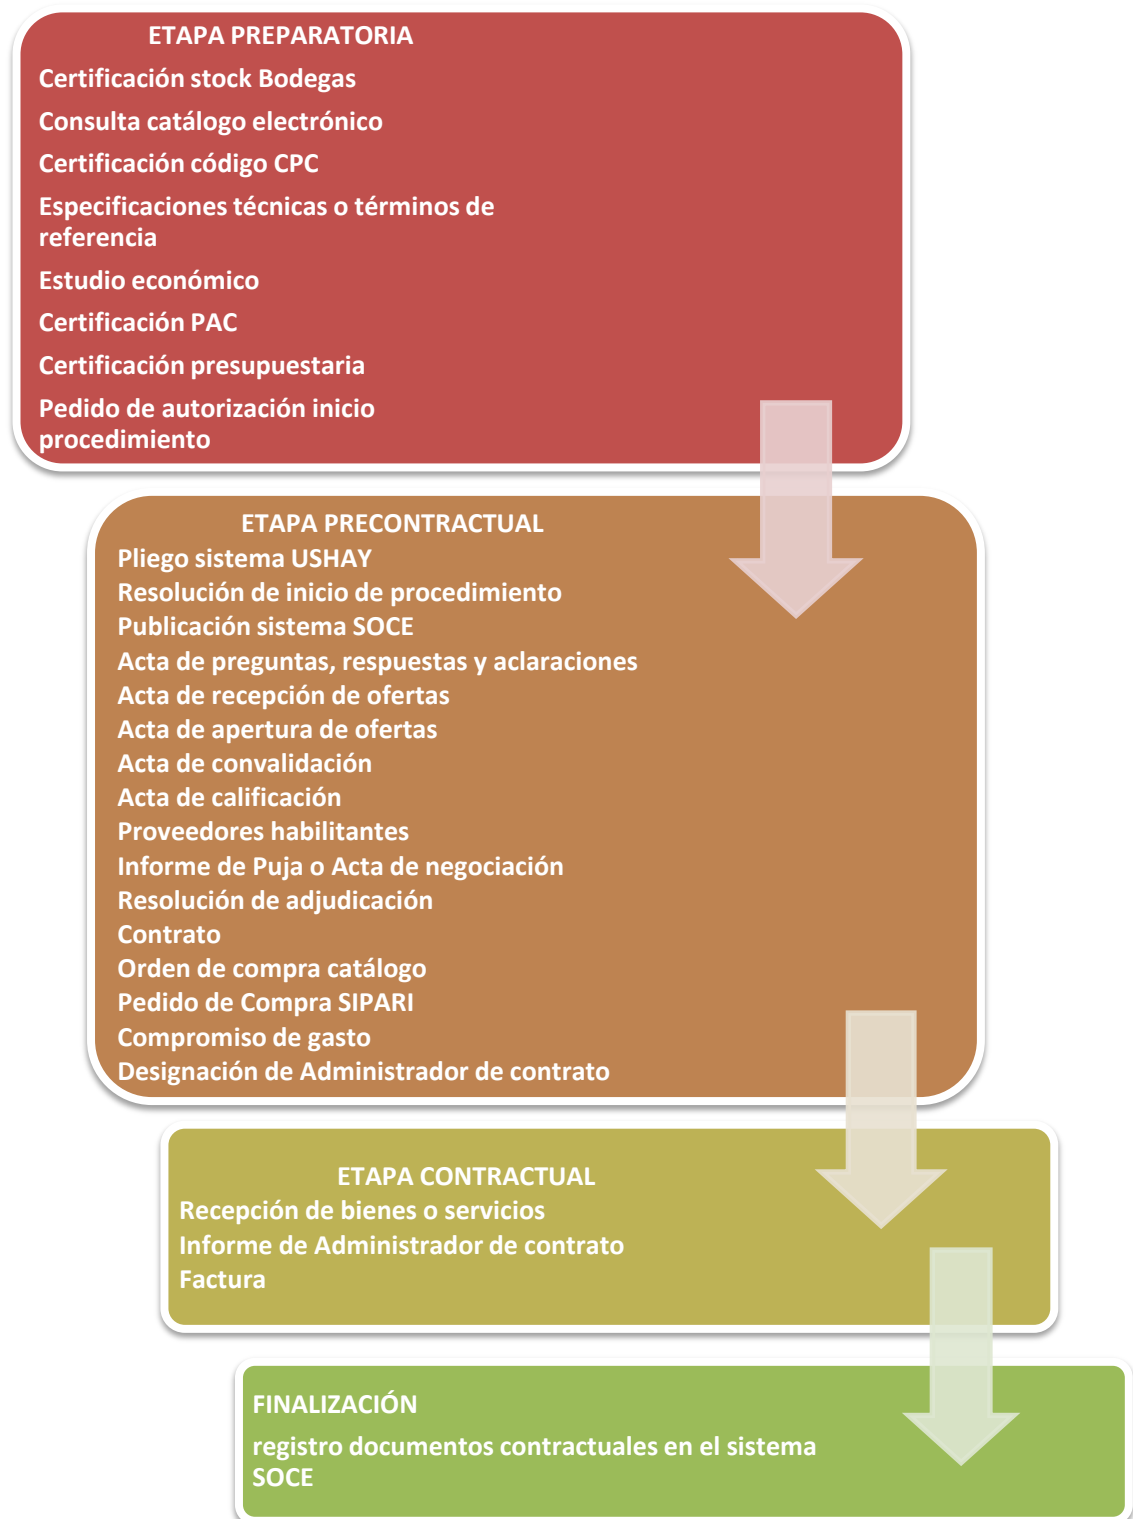 ETAPA PREPARATORIA
Certificación stock Bodegas
Consulta catálogo electrónico
Certificación código CPC
Especificaciones técnicas o términos de
referencia
Estudio económico
Certificación PAC
Certificación presupuestaria
Pedido de autorización inicio
procedimiento
ETAPA PRECONTRACTUAL
Pliego sistema USHAY
Resolución de inicio de procedimiento
Publicación sistema SOCE
Acta de preguntas, respuestas y aclaraciones
Acta de recepción de ofertas
Acta de apertura de ofertas
Acta de convalidación
Acta de calificación
Proveedores habilitantes
Informe de Puja o Acta de negociación
Resolución de adjudicación
Contrato
Orden de compra catálogo
Pedido de Compra SIPARI
Compromiso de gasto
Designación de Administrador de contrato
ETAPA CONTRACTUAL
Recepción de bienes o servicios
Informe de Administrador de contrato
Factura
FINALIZACIÓN
registro documentos contractuales en el sistema
SOCE